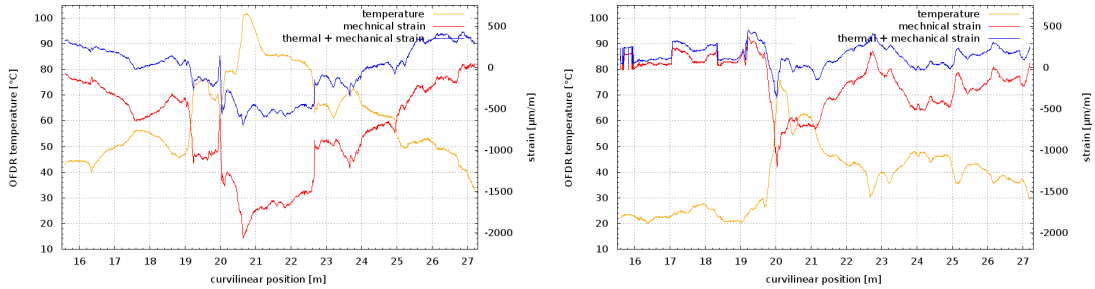 temperature
mechnical strain
thermal + mechanical strain
OFDR temperature [°C]
100
90
80
70
60
50
40
30
20
10
500
0
-500
-1000
-1500
-2000
strain [µm/m]
16 17 18 19 20 21 22 23 24 25 26 27
curvilinear position [m]
temperature
mechnical strain
thermal + mechanical strain
OFDR temperature [°C]
100
90
80
70
60
50
40
30
20
10
500
0
-500
-1000
-1500
-2000
strain [µm/m]
16 17 18 19 20 21 22 23 24 25 26 27
curvilinear position [m]